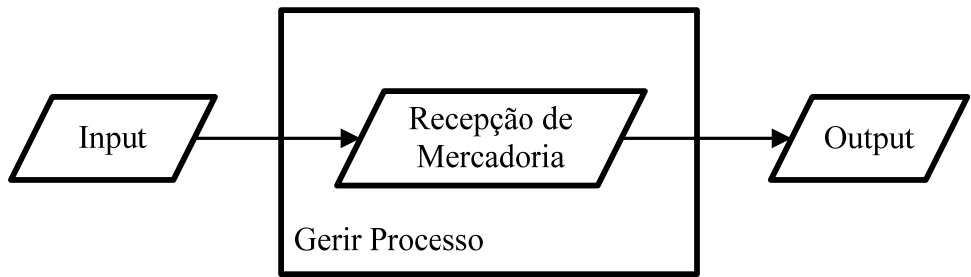 Input
Recepção de
Mercadoria
Output
Gerir Processo